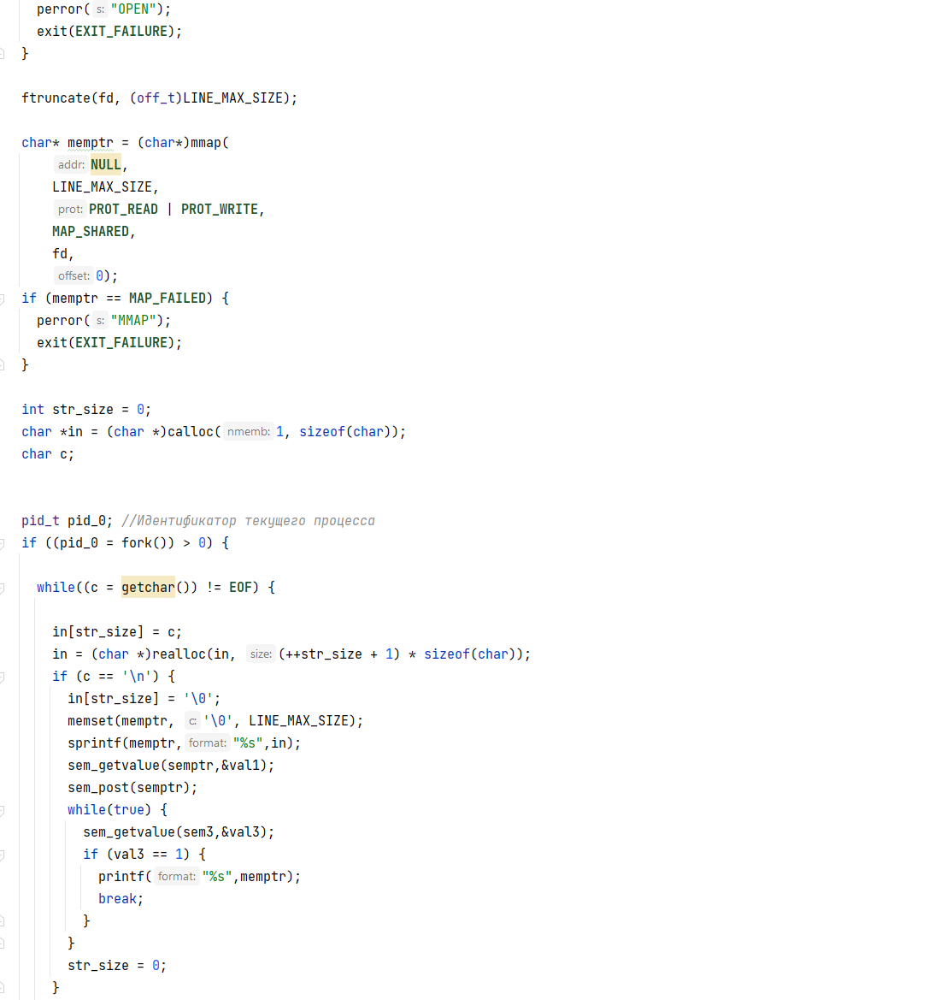 perror( s: "OPEN");
exit(EXIT_FAILURE);
}
ftruncate(fd, (off_t)LINE_MAX_SIZE);
char* memptr = (char*)mmap(
addr: NULL,
LINE_MAX_SIZE,
prot: PROT_READ | PROT_WRITE,
MAP_SHARED,
fd,
offset: 0);
if (memptr == MAP_FAILED) {
perror( s: "MMAP");
exit(EXIT_FAILURE);
}
int str_size = 0;
char *in = (char *)calloc( nmemb: 1, sizeof(char));
char c;
pid_t pid_0; //Идентификатор текущего процесса
if ((pid_0 = fork()) > 0) {
while((c = getchar()) != EOF) {
in[str_size] = c;
in = (char *)realloc(in, size: (++str_size + 1) * sizeof(char));
if (c == '\n') {
in[str_size] = '\0';
memset(memptr, c: '\0', LINE_MAX_SIZE);
sprintf(memptr, format: "%s",in);
sem_getvalue(semptr,&val1);
sem_post(semptr);
while(true) {
sem_getvalue(sem3,&val3);
if (val3 == 1) {
printf( format: "%s",memptr);
break;
}
}
str_size = 0;
}